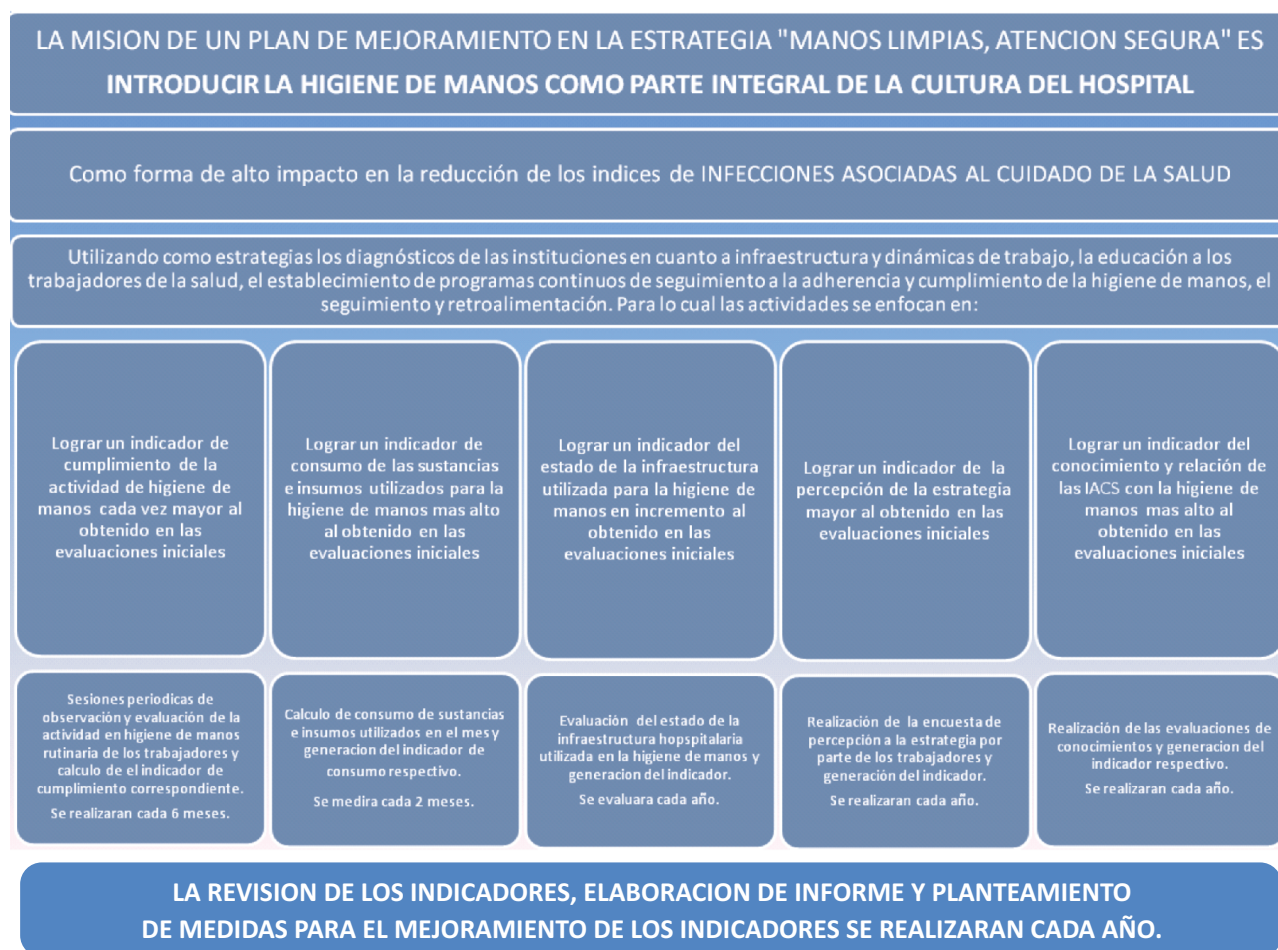 LA MISION DE UN PLAN DE MEJORAMIENTO EN LA ESTRATEGIA "MANOS LIMPIAS, ATENCION SEGURA" ES
INTRODUCIR LA HIGIENE DE MANOS COMO PARTE INTEGRAL DE LA CULTURA DEL HOSPITAL
Como forma de alto impacto en la reducción de los indices de INFECCIONES ASOCIADAS AL CUIDADO DE LA SALUD
Utilizando como estrategias los diagnósticos de las instituciones en cuanto a infraestructura y dinámicas de trabajo, la educación a los
trabajadores de la salud, el establecimiento de programas continuos de seguimiento a la adherencia y cumplimiento de la higiene de manos, el
seguimiento y retroalimentación. Para lo cual las actividades se enfocan en:
Lograr un indicador de
cumplimiento de la
actividad de higiene de
manos cada vez mayor al
obtenido en las
evaluaciones iniciales
Lograr un indicador de
consumo de las sustancias
e insumos utilizados para la
higiene de manos mas alto
al obtenido en las
evaluaciones iniciales
Lograr un indicador del
estado de la infraestructura
utilizada para la higiene de
manos en incremento al
obtenido en las
evaluaciones iniciales
Lograr un indicador de la
percepción de la estrategia
mayor al obtenido en las
evaluaciones iniciales
Lograr un indicador del
conocimiento y relación de
las IACS con la higiene de
manos mas alto al
obtenido en las
evaluaciones iniciales
Sesiones periodicas de
observación y evaluación de la
actividad en higiene de manos
rutinaria de los trabajadores y
calculo de el indicador de
cumplimiento correspondiente.
Se realizaran cada 6 meses.
Calculo de consumo de sustancias
e insumos utilizados en el mes y
generacion del indicador de
consumo respectivo.
Se medira cada 2 meses.
Evaluación del estado de la
infraestructura hopspitalaria
utilizada en la higiene de manos y
generacion del indicador.
Se evaluara cada año.
Realización de la encuesta de
percepción a la estrategia por
parte de los trabajadores y
generación del indicador.
Se realizaran cada año.
Realización de las evaluaciones de
conocimientos y generacion del
indicador respectivo.
Se realizaran cada año.
LA REVISION DE LOS INDICADORES, ELABORACION DE INFORME Y PLANTEAMIENTO
DE MEDIDAS PARA EL MEJORAMIENTO DE LOS INDICADORES SE REALIZARAN CADA AÑO.